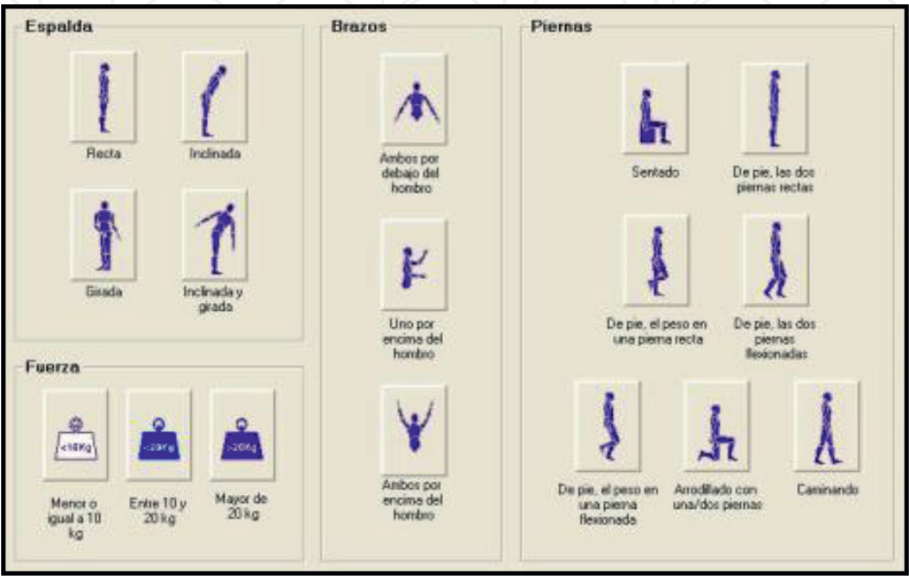 Espalda
Recta
Inclinada
Girada
Inclinada y
girada
Fuerza
<10Kg
<20Kg
>20Kg
Menor o
igual a 10
kg
Entre 10 y
20 kg
Mayor de
20 kg
Brazos
Ambos por
debajo del
hombro
Uno por
encima del
hombro
Ambos por
encima del
hombro
Piernas
Sentado
De pie, las dos
piernas rectas
De pie, el peso en
una pierna recta
De pie, las dos
piernas
flexionadas
De pie, el peso en
una pierna
flexionada
Arrodillado con
una/dos piernas
Caminando